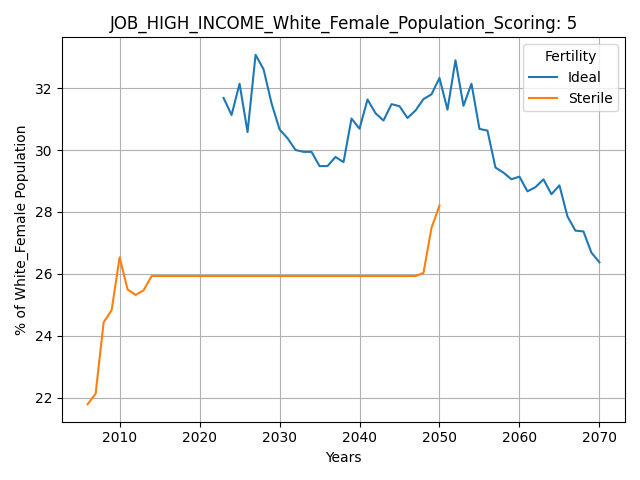 JOB_HIGH_INCOME_White_Female_Population_Scoring: 5
% of White_Female Population
32
30
28
26
24
22
Fertility
Ideal
Sterile
2010 2020 2030 2040 2050 2060 2070
Years